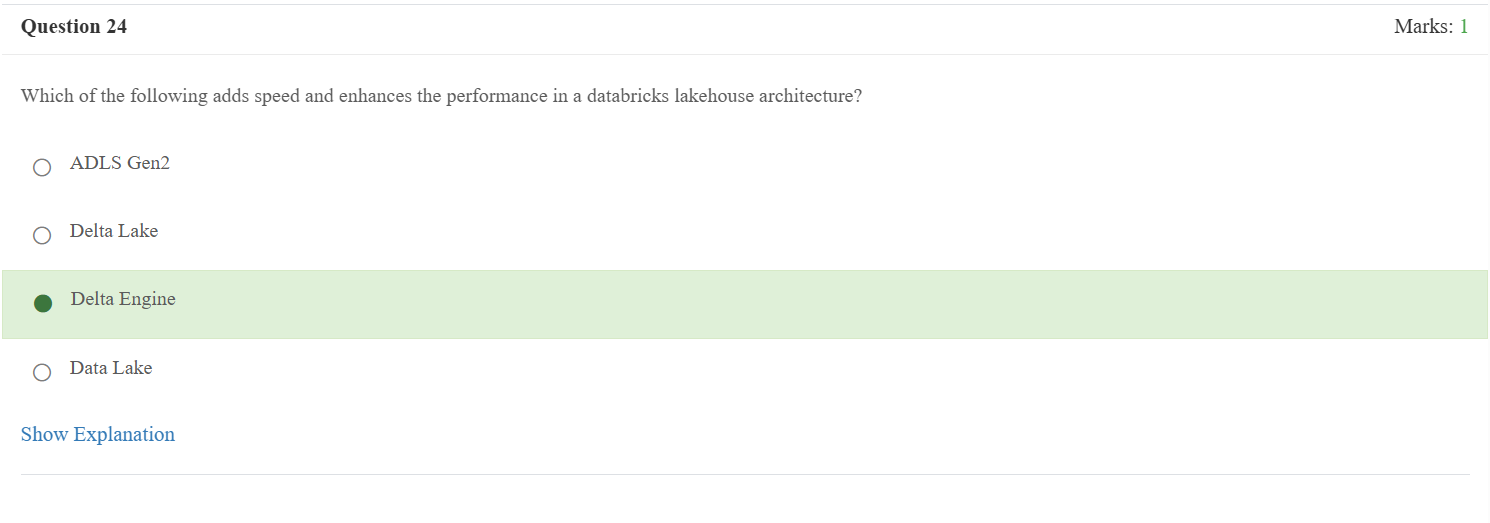 Question 24
Marks: 1
Which of the following adds speed and enhances the performance in a databricks lakehouse architecture?
ADLS Gen2
Delta Lake
Delta Engine
Data Lake
Show Explanation